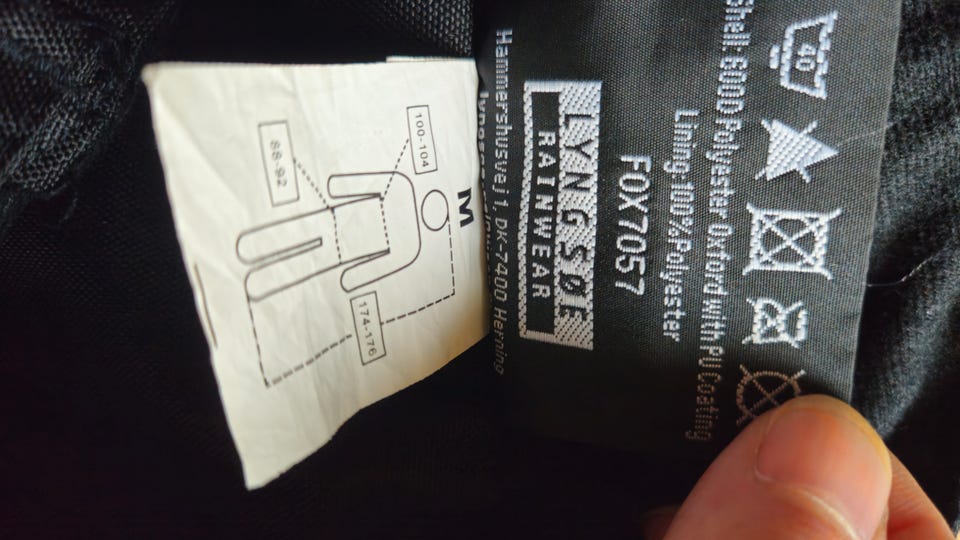 40
Shell: 600D Polyester Oxford with PU Coating
Lining: 100% Polyester
FOX7057
LYNGSØE
RAINWEAR
Hammershusvej 1, DK-7400 Herning
M
100-104
88-92
174-176